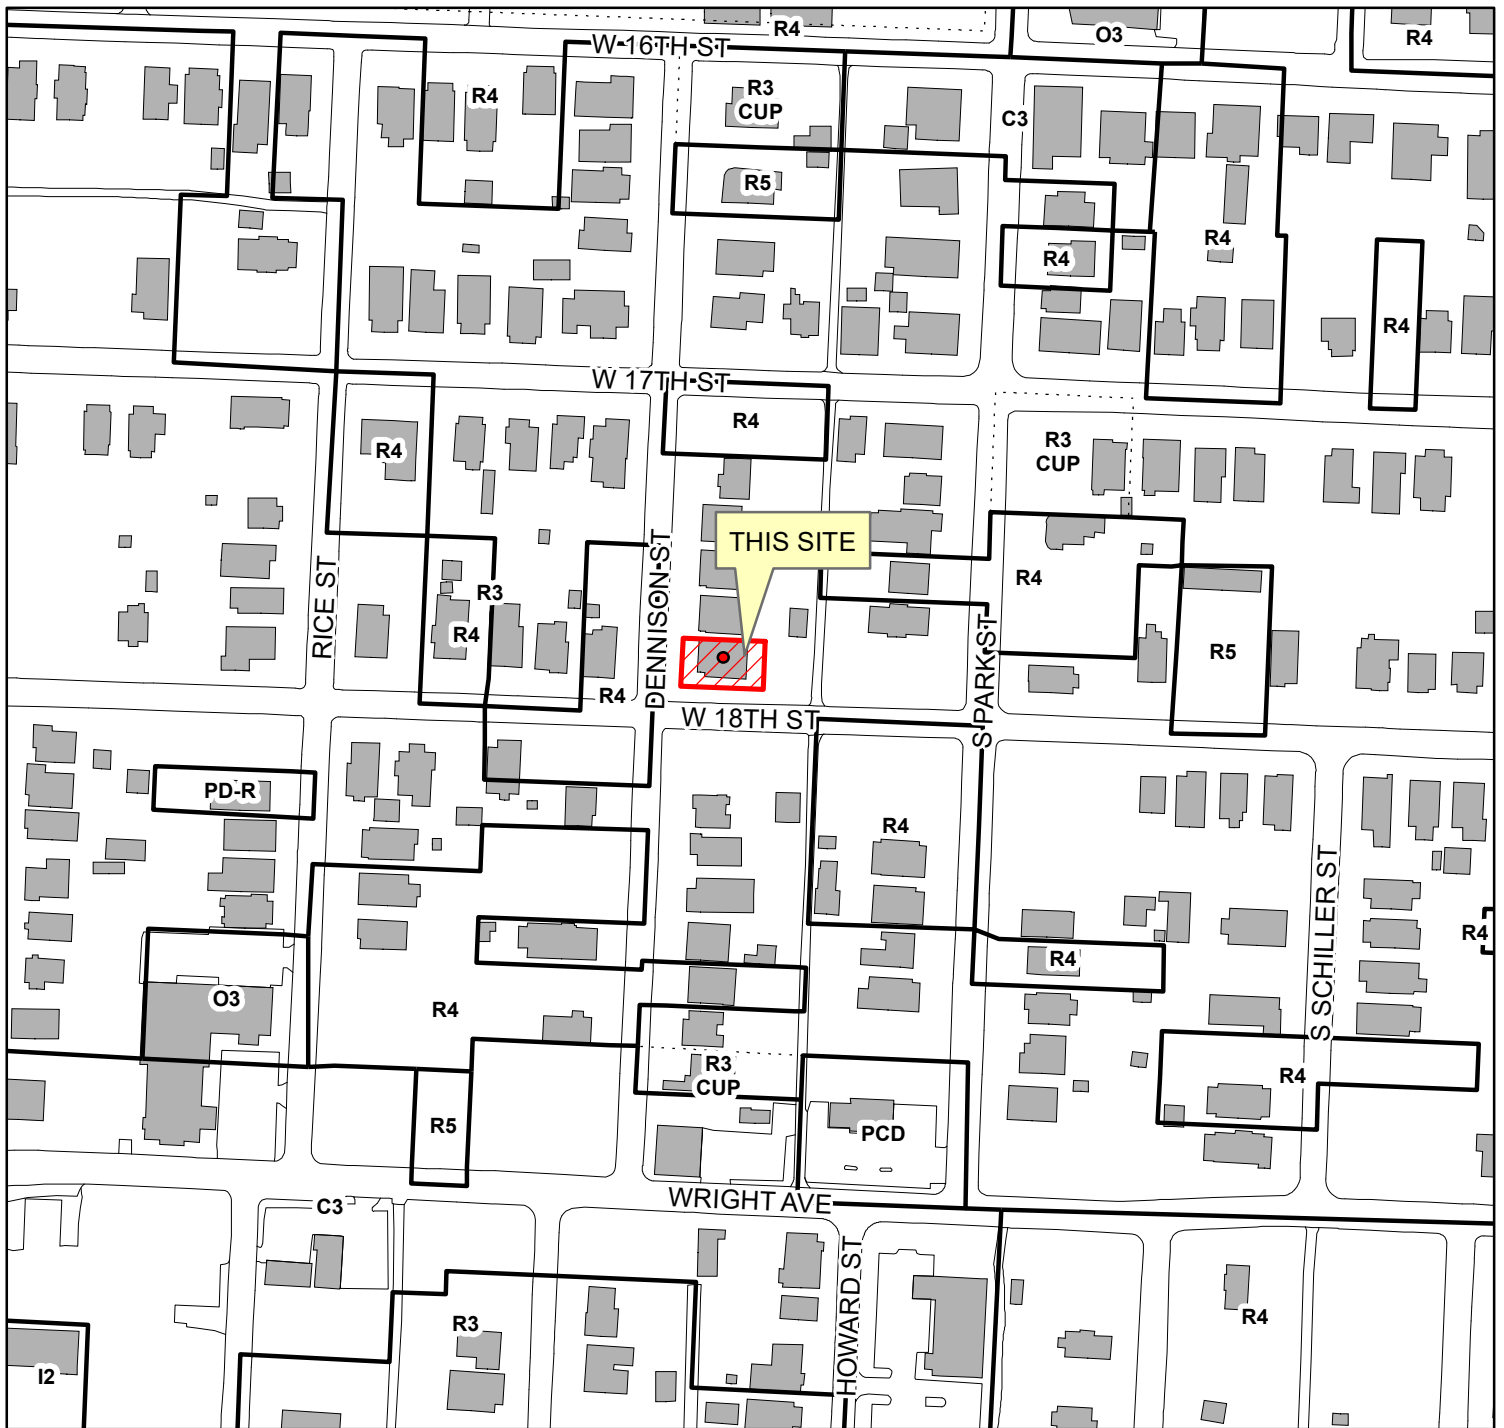 R4
O3
R4
W 16TH ST
R4
R3
CUP
C3
R5
R4
R4
R4
W 17TH ST
R4
R4
R3
CUP
THIS SITE
DENNISON ST
RICE ST
R3
R4
R4
R4
S PARK ST
R5
W 18TH ST
PD-R
R4
S SCHILLER ST
R4
R4
O3
R4
R3
CUP
R4
R5
PCD
WRIGHT AVE
C3
HOWARD ST
R3
R4
I2